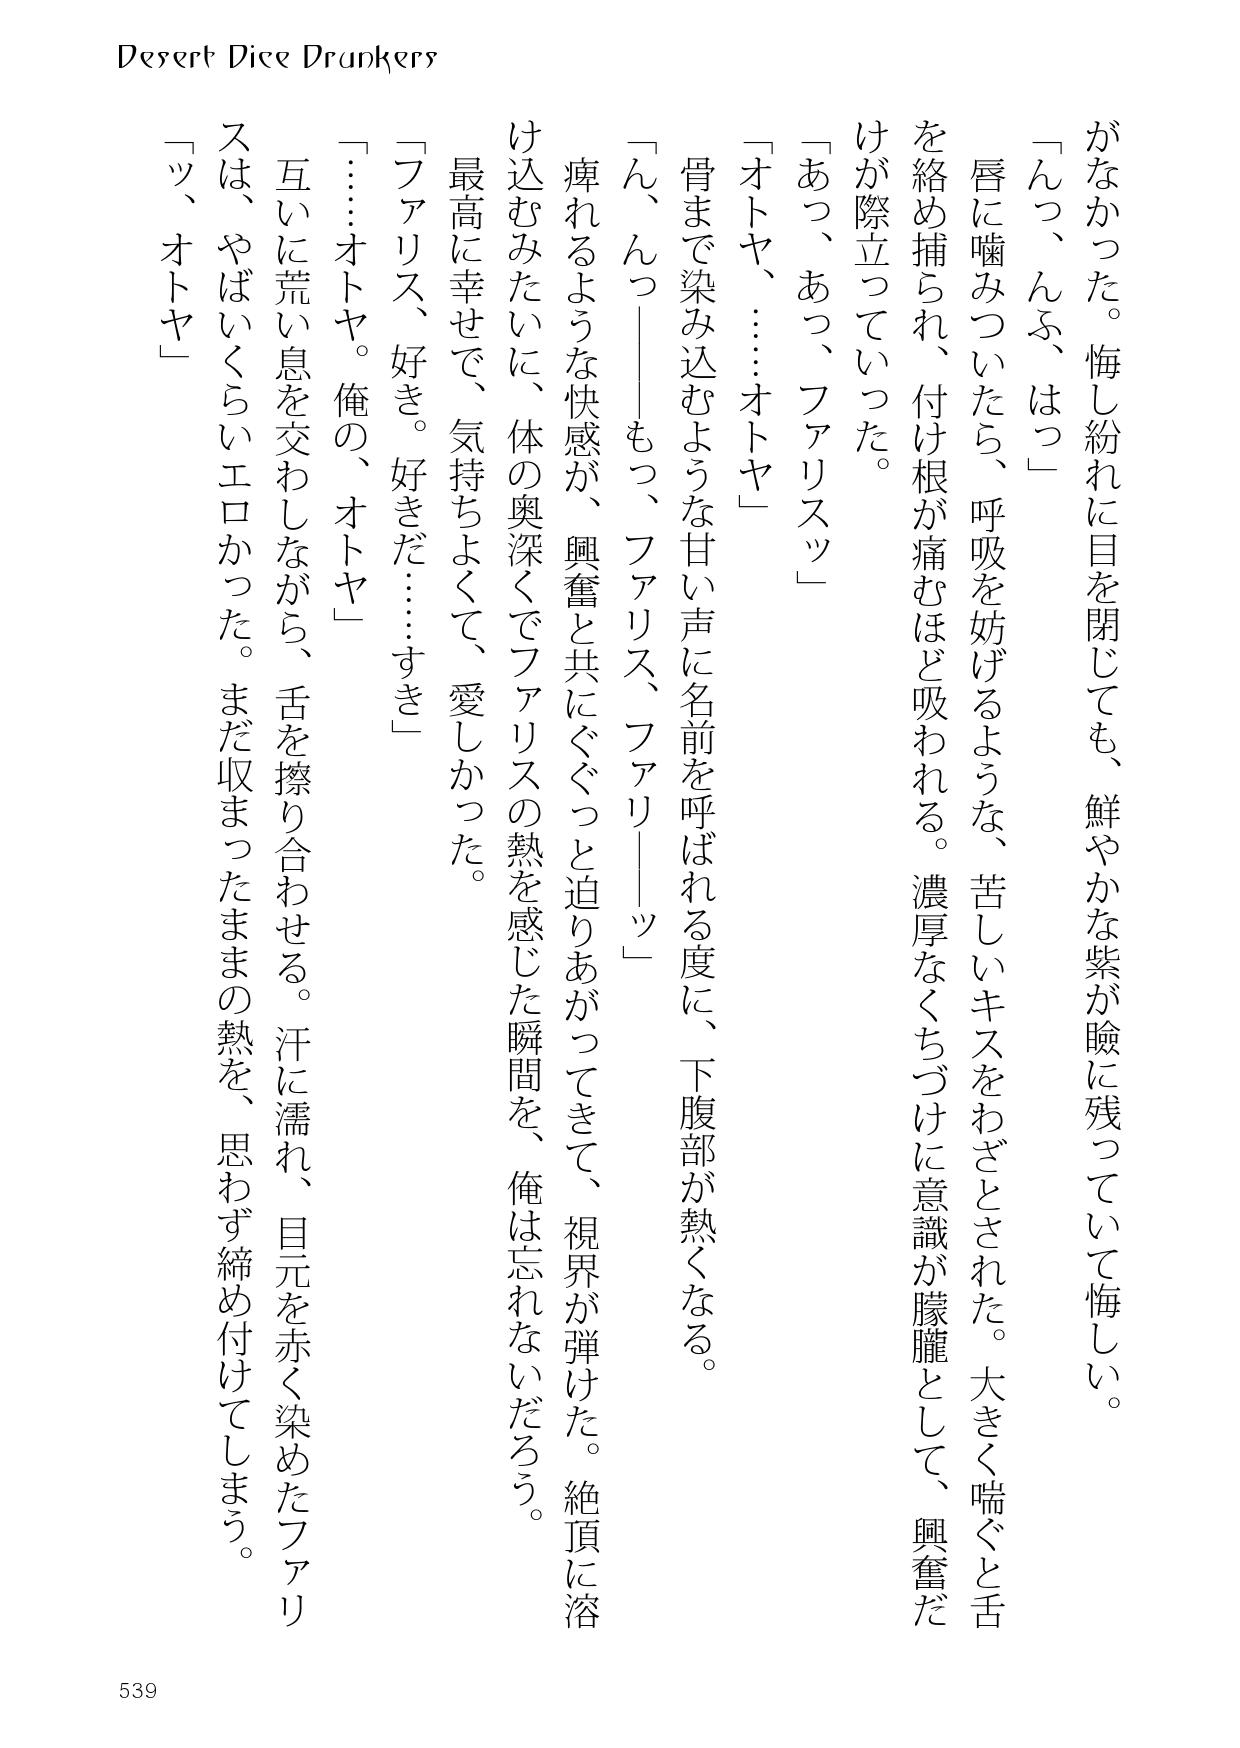 Desert Dice Drunkers
がなかった。悔し紛れに目を閉じても、鮮やかな紫が瞼に残っていて悔しい。
「んっ、んふ、はっ」
唇に噛みついたら、呼吸を妨げるような、苦しいキスをわざとされた。大きく喘ぐと舌
を絡め捕られ、付け根が痛むほど吸われる。濃厚なくちづけに意識が朦朧として、興奮だ
けが際立っていった。
「あっ、あっ、ファリスッ」
「オトヤ、……オトヤ」
骨まで染み込むような甘い声に名前を呼ばれる度に、下腹部が熱くなる。
「ん、んっ――――もっ、ファリス、ファリ――ッ」
痺れるような快感が、興奮と共にぐぐっと迫りあがってきて、視界が弾けた。絶頂に溶
け込むみたいに、体の奥深くでファリスの熱を感じた瞬間を、俺は忘れないだろう。
最高に幸せで、気持ちよくて、愛しかった。
「ファリス、好き。好きだ……すき」
「……オトヤ。俺の、オトヤ」
互いに荒い息を交わしながら、舌を擦り合わせる。汗に濡れ、目元を赤く染めたファリ
スは、やばいくらいエロかった。まだ収まったままの熱を、思わず締め付けてしまう。
「ッ、オトヤ」
539